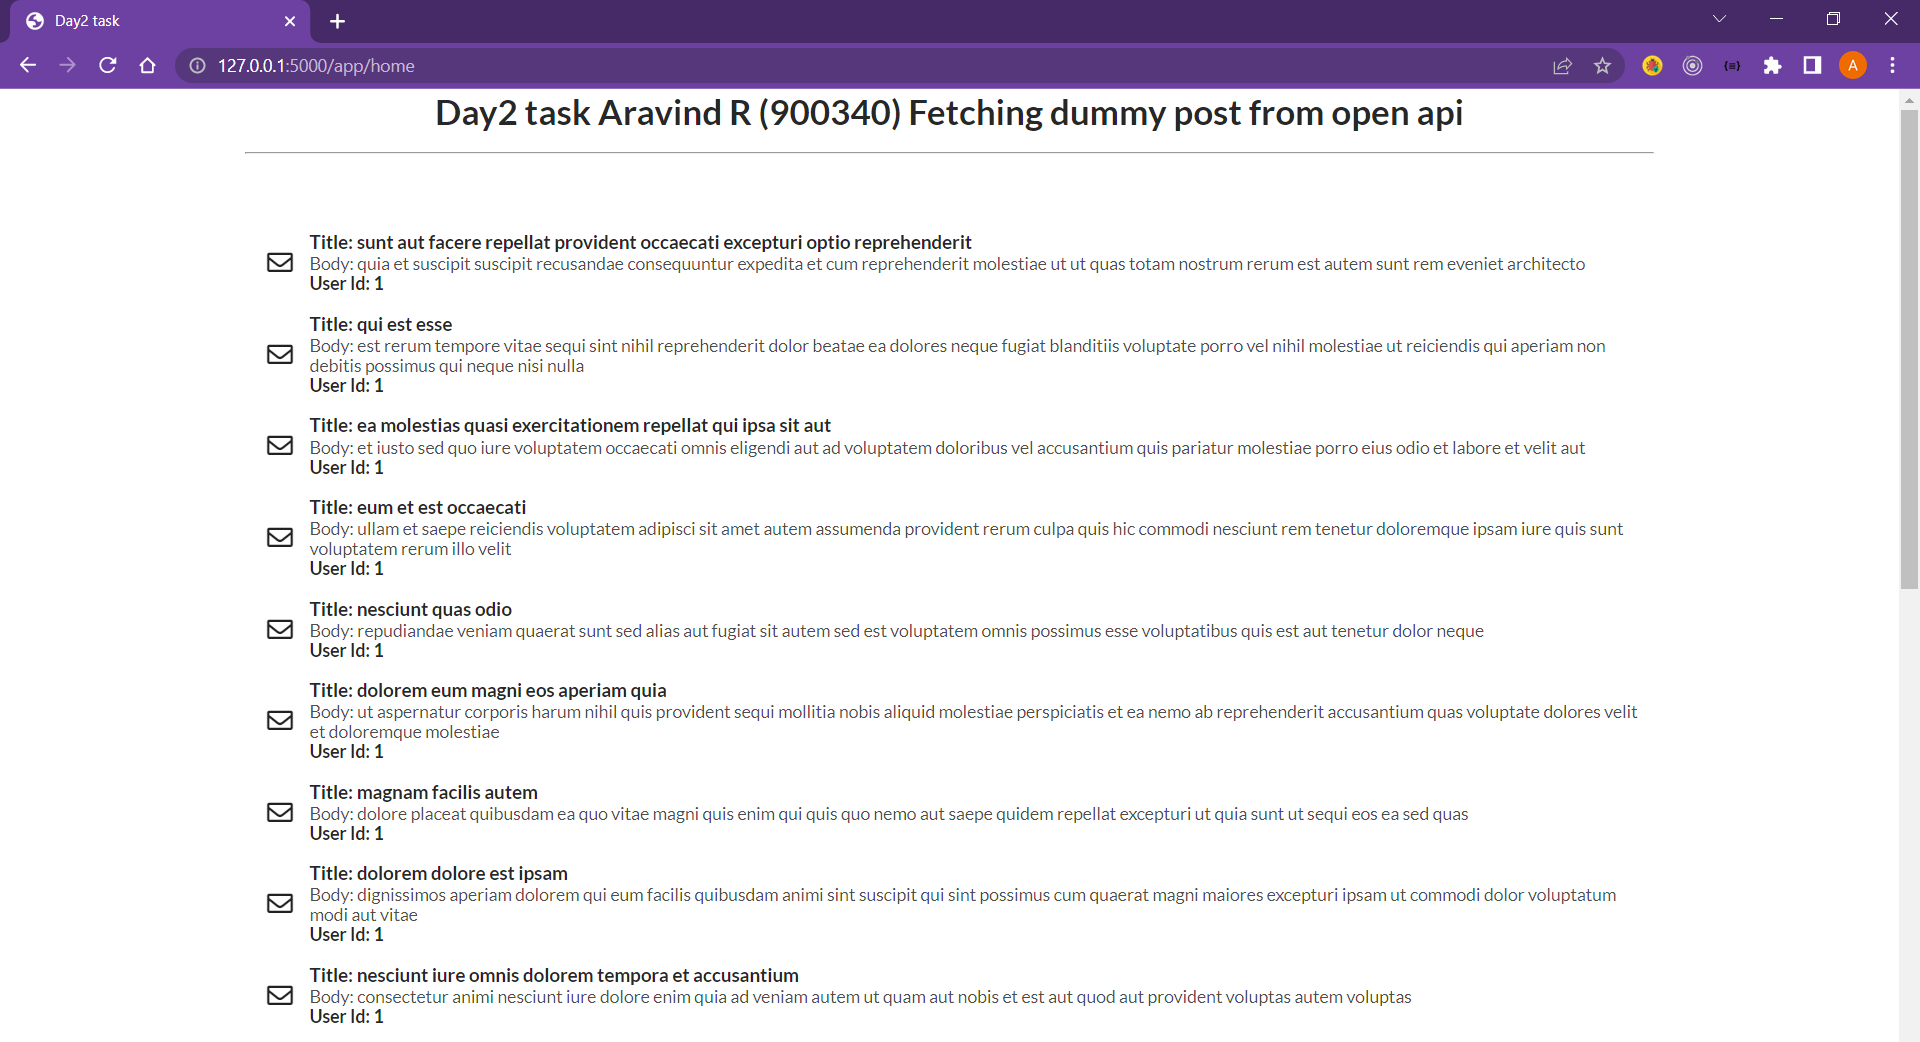 Day2 task
127.0.0.1:5000/app/home
A
Day2 task Aravind R (900340) Fetching dummy post from open api
Title: sunt aut facere repellat provident occaecati excepturi optio reprehenderit
Body: quia et suscipit suscipit recusandae consequuntur expedita et cum reprehenderit molestiae ut ut quas totam nostrum rerum est autem sunt rem eveniet architecto
User Id: 1
Title: qui est esse
Body: est rerum tempore vitae sequi sint nihil reprehenderit dolor beatae ea dolores neque fugiat blanditiis voluptate porro vel nihil molestiae ut reiciendis qui aperiam non
debitis possimus qui neque nisi nulla
User Id: 1
Title: ea molestias quasi exercitationem repellat qui ipsa sit aut
Body: et iusto sed quo iure voluptatem occaecati omnis eligendi aut ad voluptatem doloribus vel accusantium quis pariatur molestiae porro eius odio et labore et velit aut
User Id: 1
Title: eum et est occaecati
Body: ullam et saepe reiciendis voluptatem adipisci sit amet autem assumenda provident rerum culpa quis hic commodi nesciunt rem tenetur doloremque ipsam iure quis sunt
voluptatem rerum illo velit
User Id: 1
Title: nesciunt quas odio
Body: repudiandae veniam quaerat sunt sed alias aut fugiat sit autem sed est voluptatem omnis possimus esse voluptatibus quis est aut tenetur dolor neque
User Id: 1
Title: dolorem eum magni eos aperiam quia
Body: ut aspernatur corporis harum nihil quis provident sequi mollitia nobis aliquid molestiae perspiciatis et ea nemo ab reprehenderit accusantium quas voluptate dolores velit
et doloremque molestiae
User Id: 1
Title: magnam facilis autem
Body: dolore placeat quibusdam ea quo vitae magni quis enim qui quis quo nemo aut saepe quidem repellat excepturi ut quia sunt ut sequi eos ea sed quas
User Id: 1
Title: dolorem dolore est ipsam
Body: dignissimos aperiam dolorem qui eum facilis quibusdam animi sint suscipit qui sint possimus cum quaerat magni maiores excepturi ipsam ut commodi dolor voluptatum
modi aut vitae
User Id: 1
Title: nesciunt iure omnis dolorem tempora et accusantium
Body: consectetur animi nesciunt iure dolore enim quia ad veniam autem ut quam aut nobis et est aut quod aut provident voluptas autem voluptas
User Id: 1